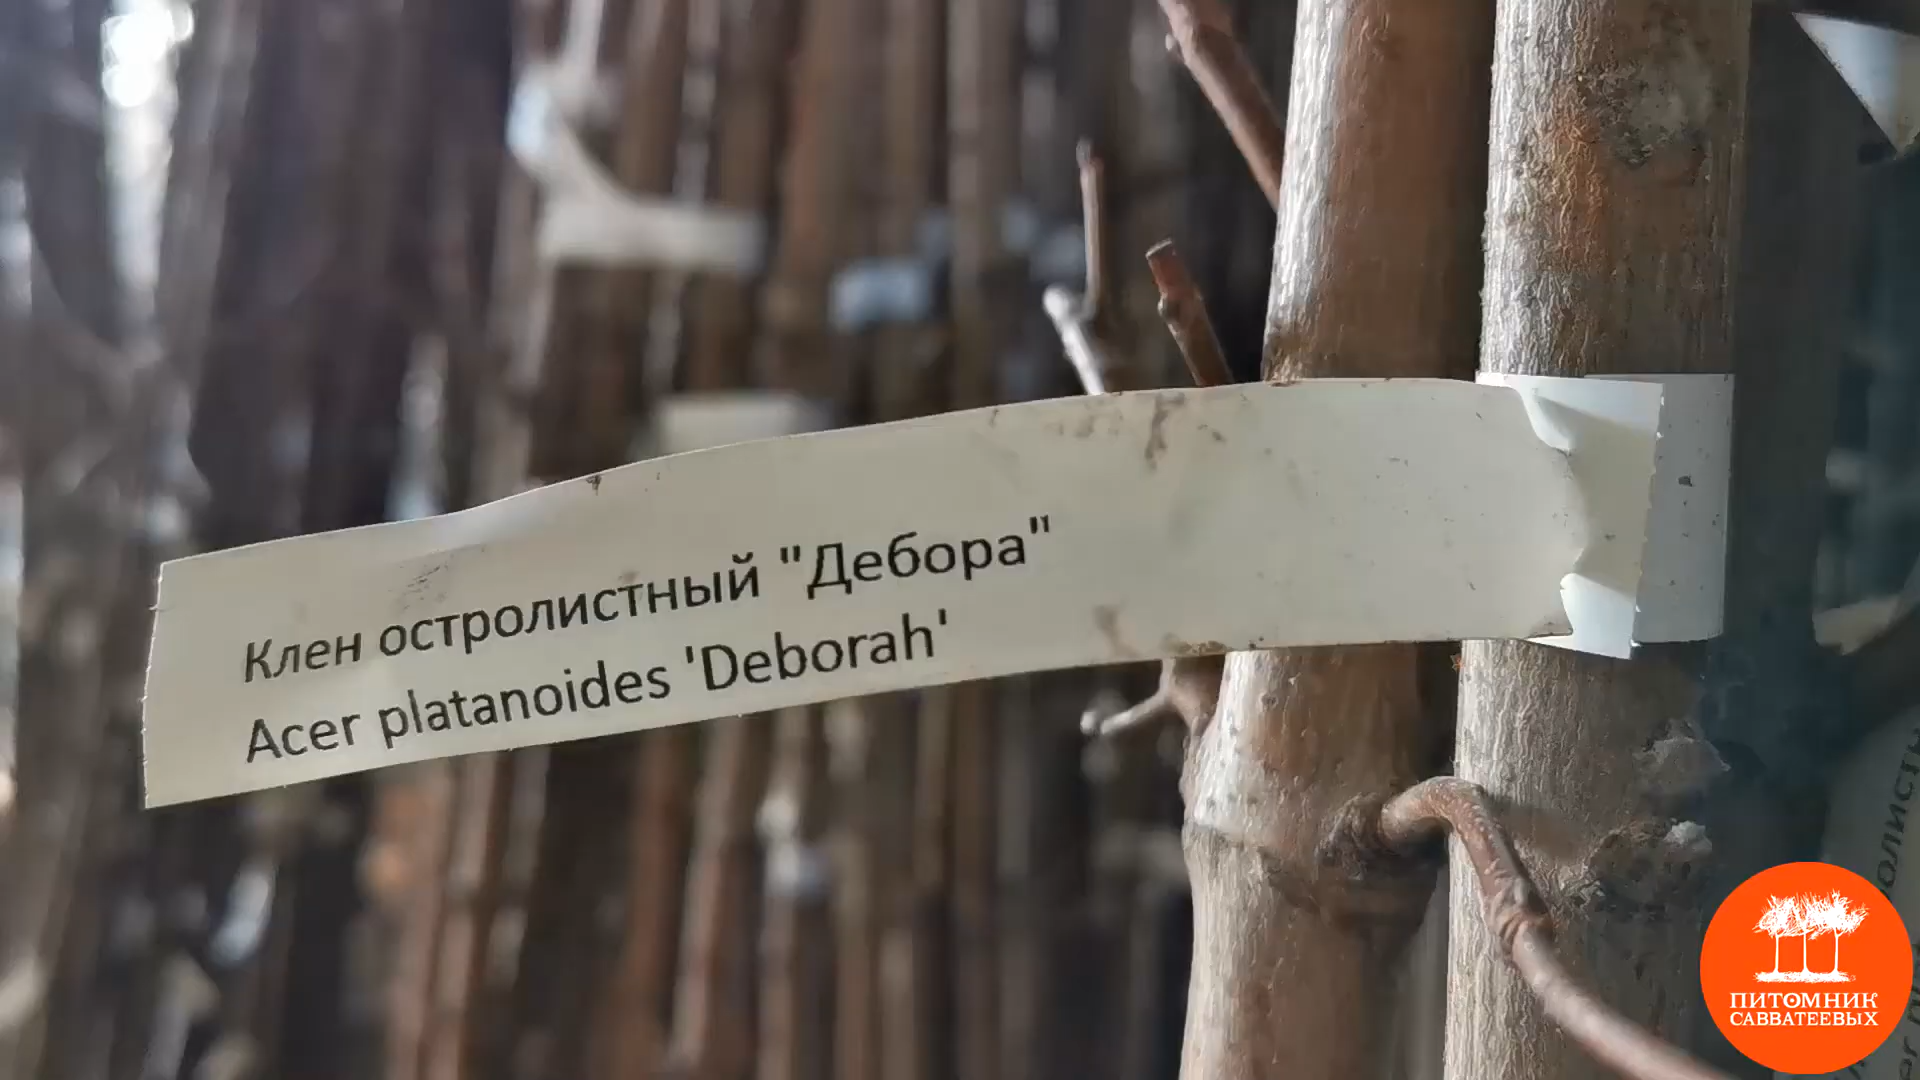 Клен остролистный "Дебора"
Acer platanoides 'Deborah'
ПИТОМНИК
САВВАТЕЕВЫХ